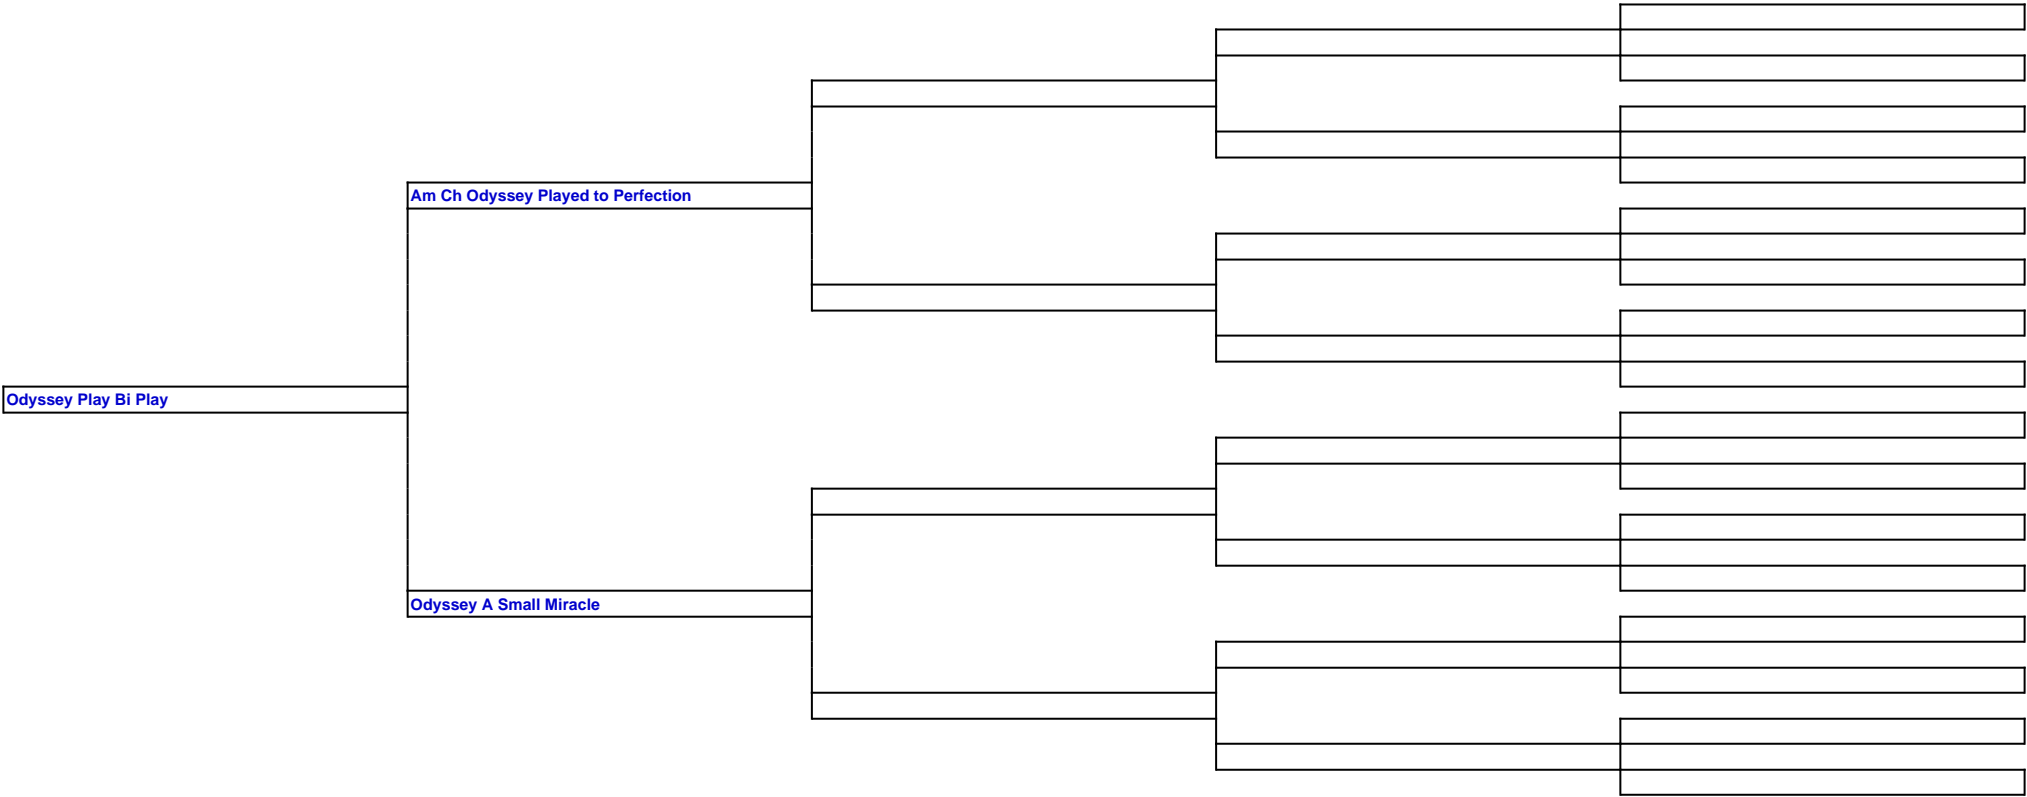 Am Ch Odyssey Played to Perfection
Odyssey Play Bi Play
Odyssey A Small Miracle